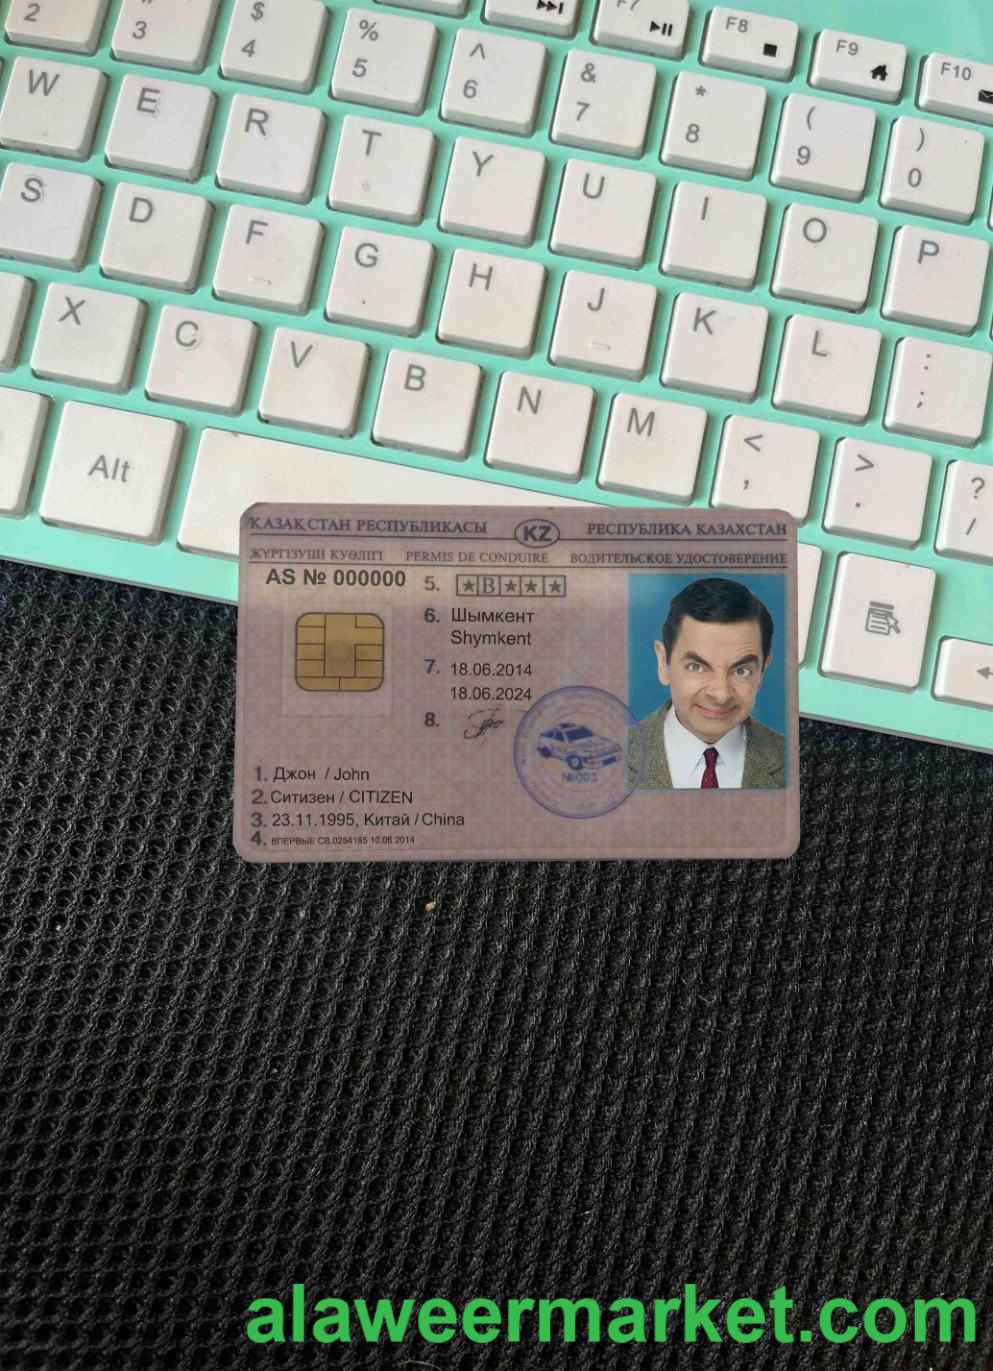 2
3
$
4
%
5
^
6
&
7
*
8
(
9
)
0
F7
F8
F9
F10
W
E
R
T
Y
U
I
O
P
S
D
F
G
H
J
K
L
:
;
X
C
V
B
N
M
<
,
>
.
?
/
Alt
ҚАЗАҚСТАН РЕСПУБЛИКАСЫ KZ РЕСПУБЛИКА КАЗАХСТАН
ЖҮРГІЗУШІ КУӘЛІГІ PERMIS DE CONDUIRE ВОДИТЕЛЬСКОЕ УДОСТОВЕРЕНИЕ
AS № 000000
5. ★B★★★
6. Шымкент
Shymkent
7. 18.06.2014
18.06.2024
8.
№003
1. Джон / John
2. Ситизен / CITIZEN
3. 23.11.1995, Китай / China
4. ВПЕРВЫЕ СВ.0264165 10.06.2014
alaweermarket.com